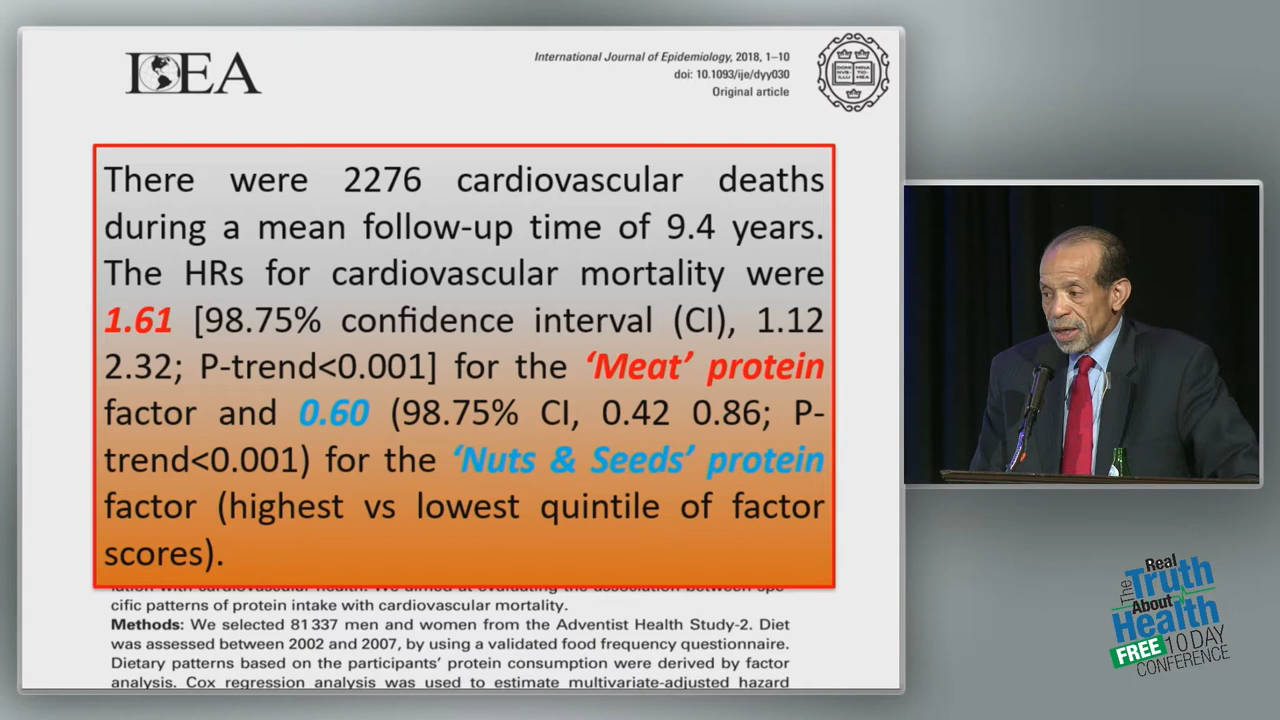 IEA
International Journal of Epidemiology, 2018, 1–10
doi: 10.1093/ije/dyy030
Original article
There were 2276 cardiovascular deaths
during a mean follow-up time of 9.4 years.
The HRs for cardiovascular mortality were
1.61 [98.75% confidence interval (CI), 1.12
2.32; P-trend<0.001] for the ‘Meat’ protein
factor and 0.60 (98.75% CI, 0.42 0.86; P-
trend<0.001) for the ‘Nuts & Seeds’ protein
factor (highest vs lowest quintile of factor
scores).
cific patterns of protein intake with cardiovascular mortality.
Methods: We selected 81 337 men and women from the Adventist Health Study-2. Diet
was assessed between 2002 and 2007, by using a validated food frequency questionnaire.
Dietary patterns based on the participants’ protein consumption were derived by factor
analysis. Cox regression analysis was used to estimate multivariate-adjusted hazard
The Real
Truth
About
Health
FREE 10 DAY
CONFERENCE